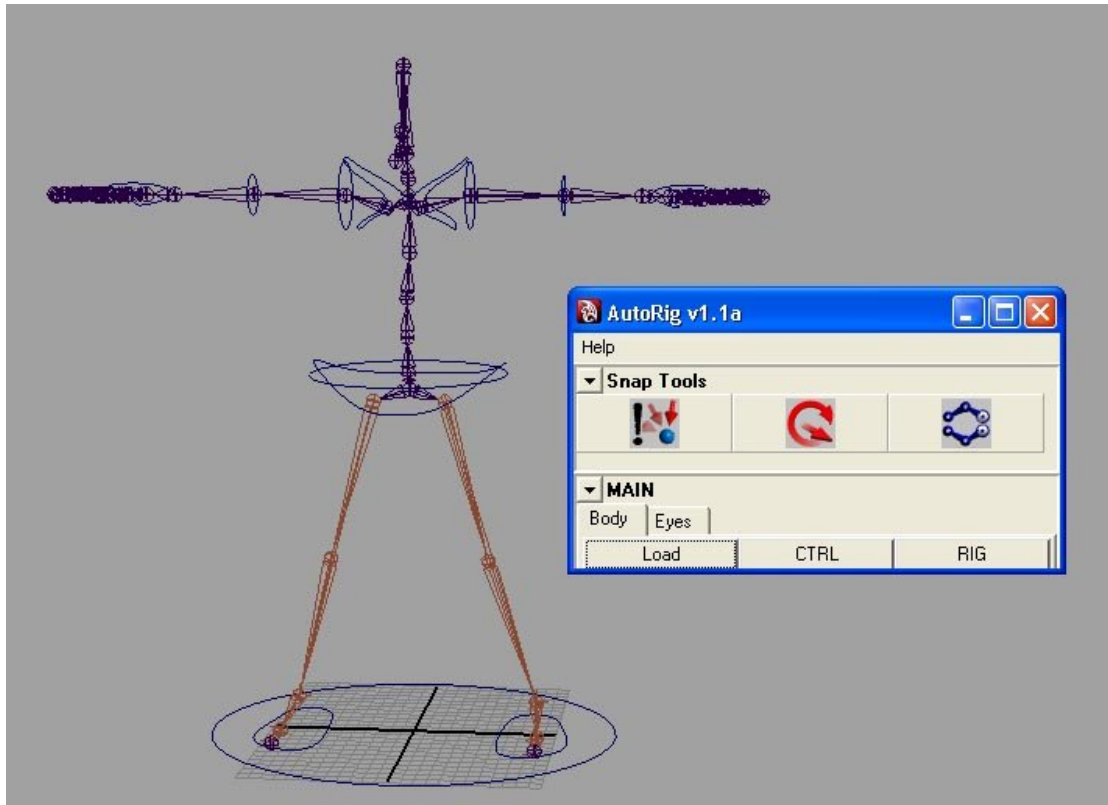 AutoRig v1.1a
Help
Snap Tools
MAIN
Body Eyes
Load CTRL RIG